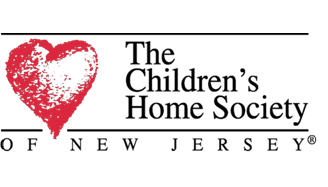 The
Children's
Home Society
OF NEW JERSEY®